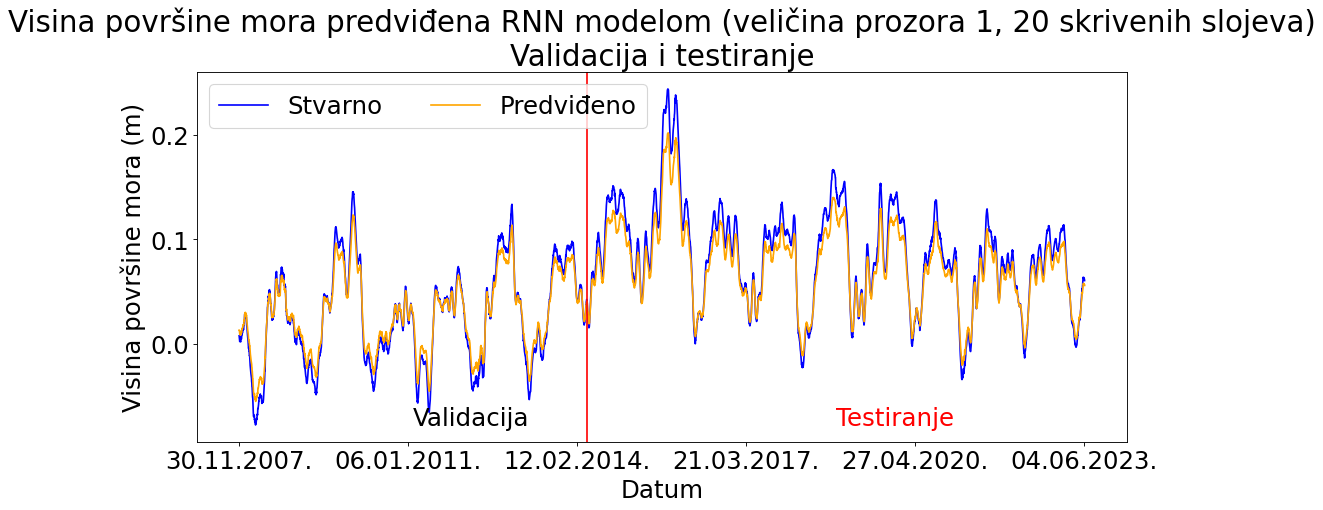 Visina površine mora predviđena RNN modelom (veličina prozora 1, 20 skrivenih slojeva)
Validacija i testiranje
Stvarno
Predviđeno
Visina površine mora (m)
0.2
0.1
0.0
Validacija
Testiranje
30.11.2007.
06.01.2011.
12.02.2014.
21.03.2017.
27.04.2020.
04.06.2023.
Datum